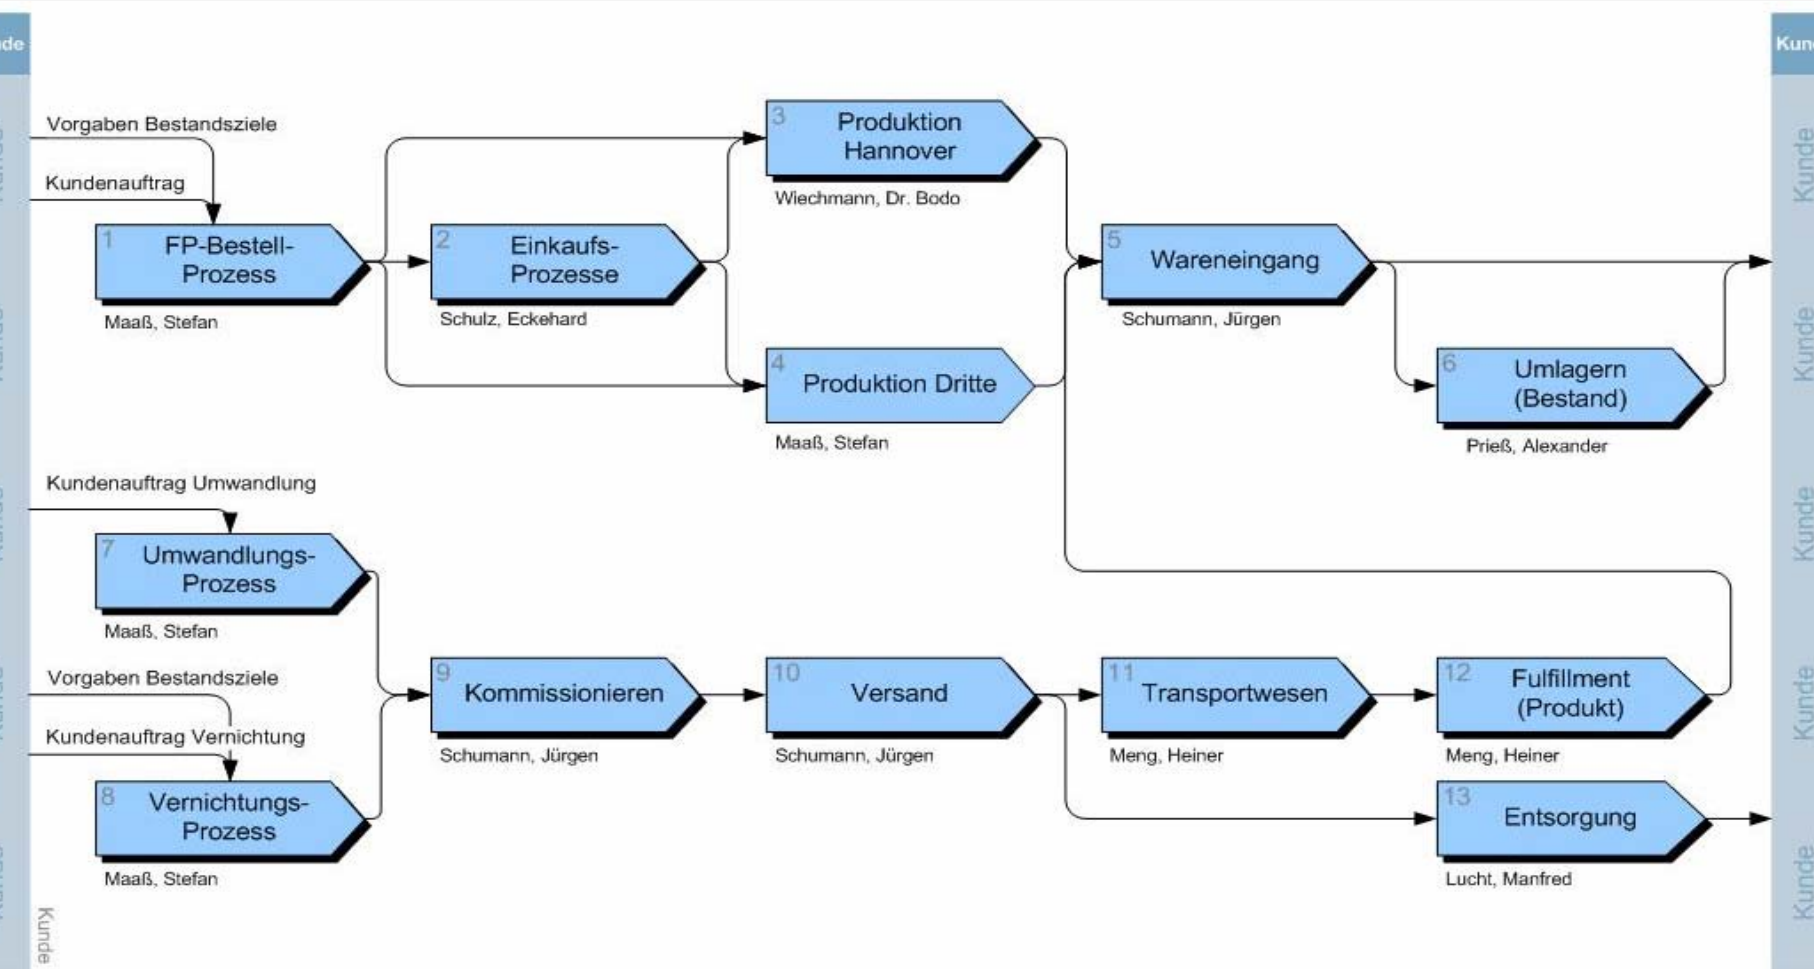 de
Kun
Vorgaben Bestandsziele
Kundenauftrag
1
FP-Bestell-
Prozess
Maaß, Stefan
2
Einkaufs-
Prozesse
Schulz, Eckehard
3
Produktion
Hannover
Wiechmann, Dr. Bodo
4
Produktion Dritte
Maaß, Stefan
5
Wareneingang
Schumann, Jürgen
6
Umlagern
(Bestand)
Prieß, Alexander
Kundenauftrag Umwandlung
7
Umwandlungs-
Prozess
Maaß, Stefan
Vorgaben Bestandsziele
Kundenauftrag Vernichtung
8
Vernichtungs-
Prozess
Maaß, Stefan
9
Kommissionieren
Schumann, Jürgen
10
Versand
Schumann, Jürgen
11
Transportwesen
Meng, Heiner
12
Fulfillment
(Produkt)
Meng, Heiner
13
Entsorgung
Lucht, Manfred
Kunde
Kunde
Kunde
Kunde
Kunde
Kunde